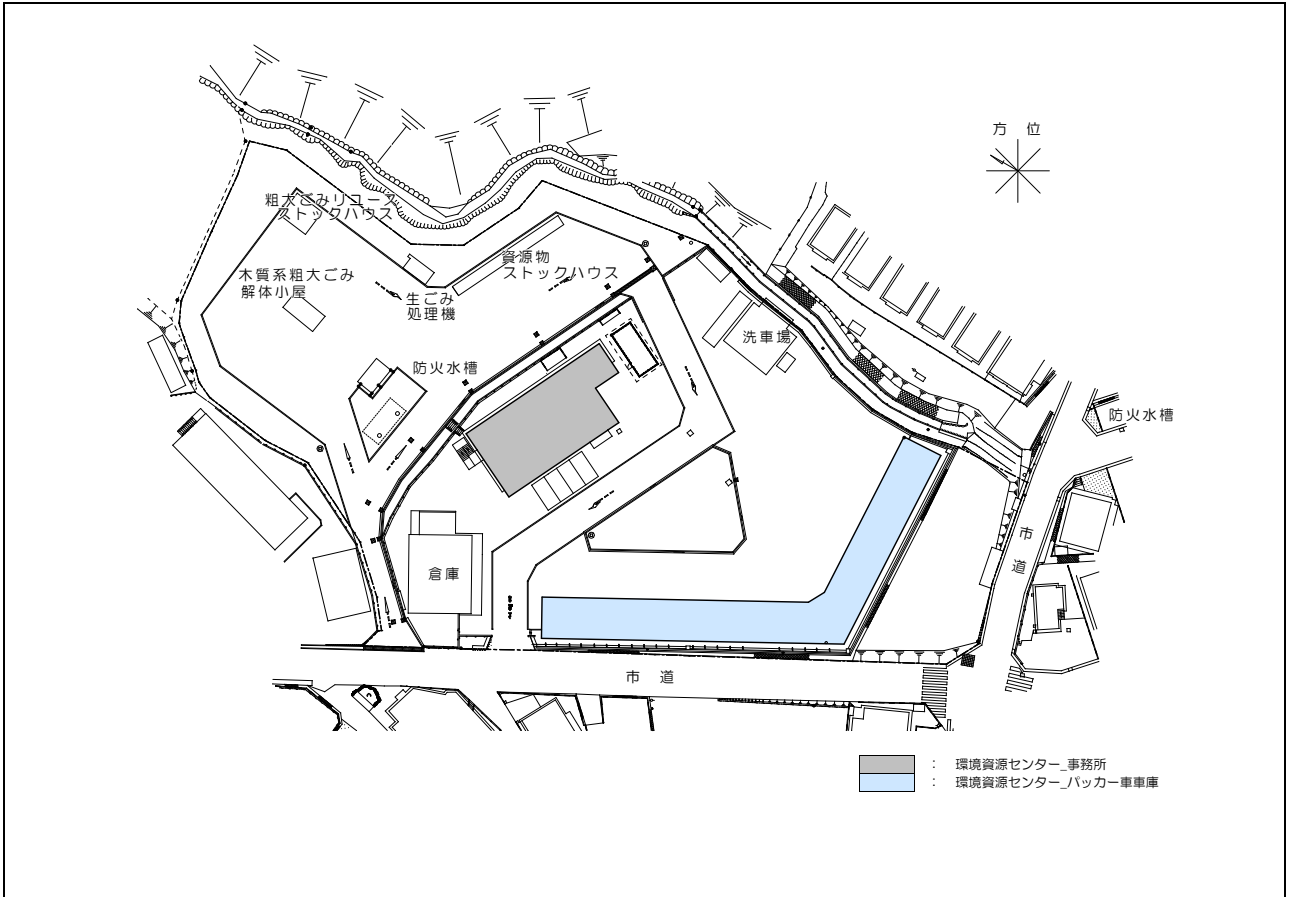 方 位
粗大ごみリユース
ストックハウス
資源物
ストックハウス
木質系粗大ごみ
解体小屋
生ごみ
処理機
洗車場
防火水槽
防火水槽
市
道
倉庫
市 道
： 環境資源センター_事務所
： 環境資源センター_パッカー車車庫